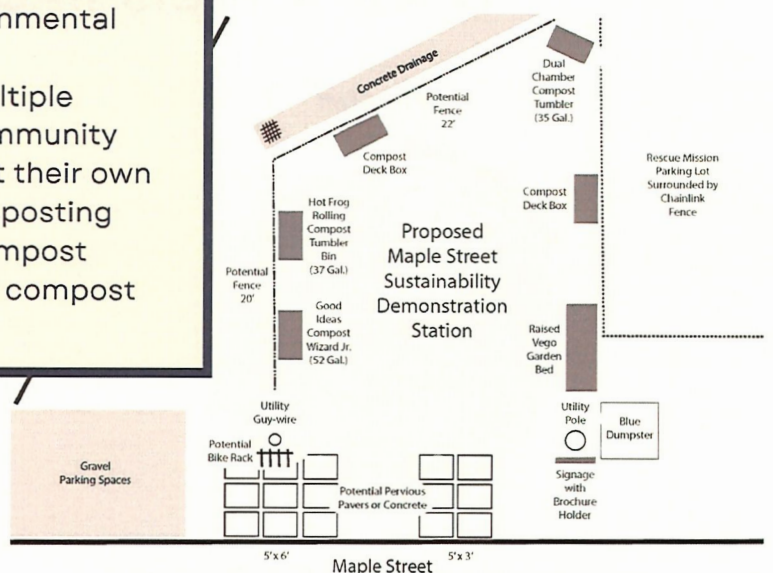 nmental
ltiple
mmunity
t their own
posting
mpost
compost
Concrete Drainage
Dual
Chamber
Compost
Tumbler
(35 Gal.)
Potential
Fence
22'
Compost
Deck Box
Rescue Mission
Parking Lot
Surrounded by
Chainlink
Fence
Compost
Deck Box
Hot Frog
Rolling
Compost
Tumbler
Bin
(37 Gal.)
Proposed
Maple Street
Sustainability
Demonstration
Station
Potential
Fence
20'
Good
Ideas
Compost
Wizard Jr.
(52 Gal.)
Raised
Vego
Garden
Bed
Utility
Guy-wire
Utility
Pole
Blue
Dumpster
Potential
Bike Rack
Gravel
Parking Spaces
Potential Pervious
Pavers or Concrete
Signage
with
Brochure
Holder
5'x 6'
5'x 3'
Maple Street